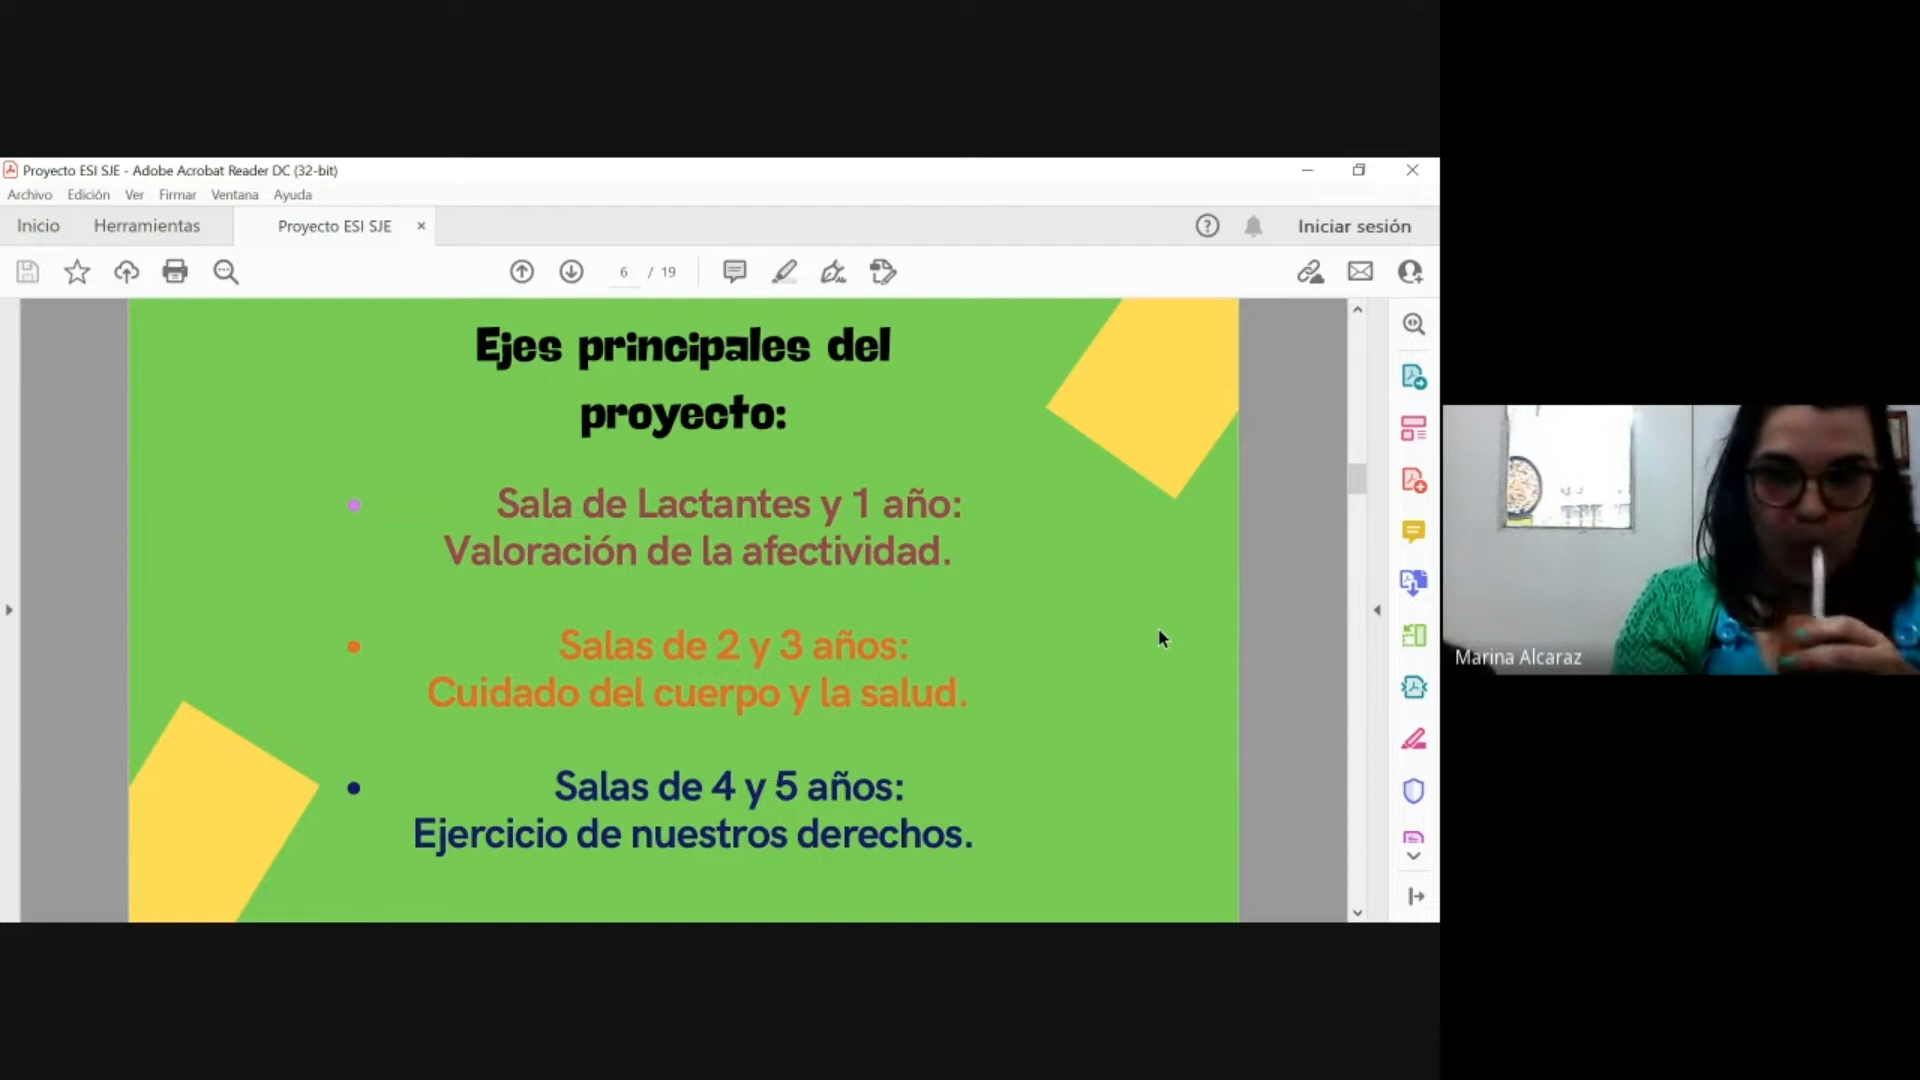 Proyecto ESI SJE - Adobe Acrobat Reader DC (32-bit)
Archivo Edición Ver Firmar Ventana Ayuda
Inicio Herramientas Proyecto ESI SJE × Iniciar sesión
6 / 19
Ejes principales del
proyecto:
Sala de Lactantes y 1 año:
Valoración de la afectividad.
Salas de 2 y 3 años:
Cuidado del cuerpo y la salud.
Salas de 4 y 5 años:
Ejercicio de nuestros derechos.
Marina Alcaraz